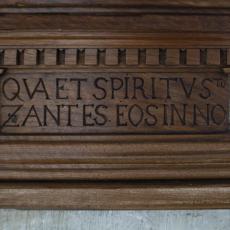 QVA ET SPIRITVS
ZANTES EOS IN NO